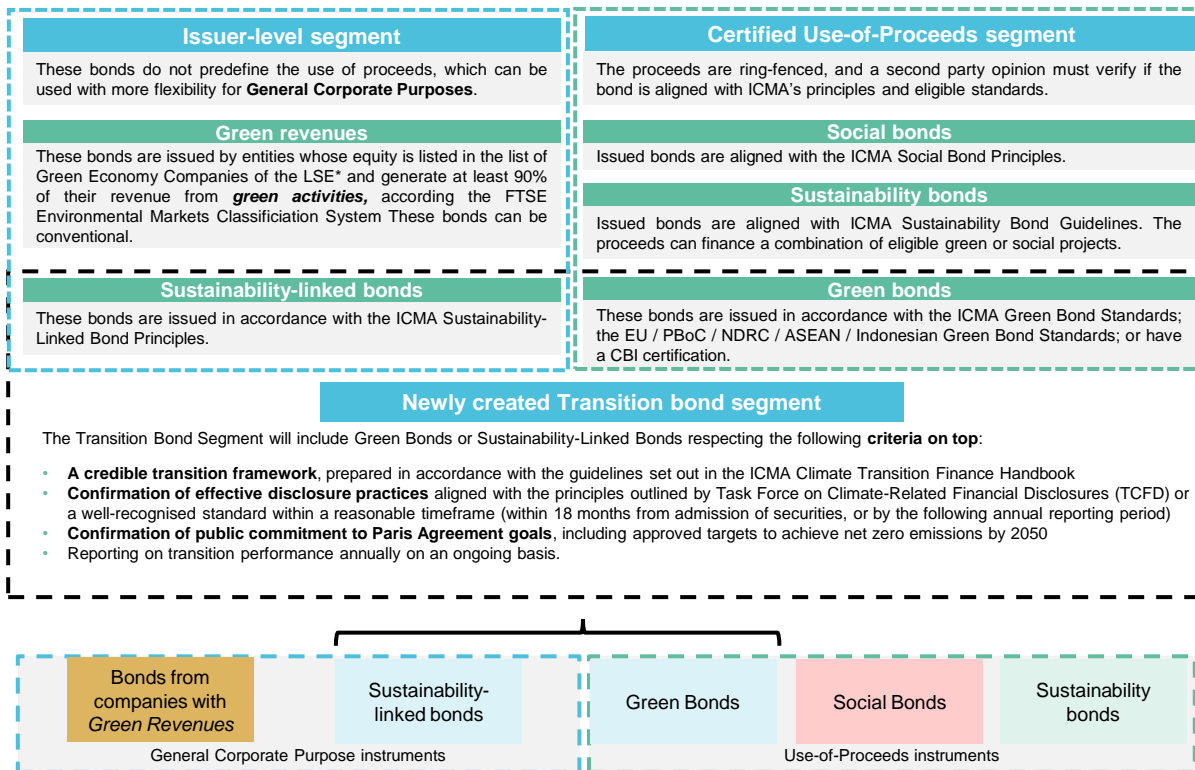 Issuer-level segment
These bonds do not predefine the use of proceeds, which can be
used with more flexibility for General Corporate Purposes.
Green revenues
These bonds are issued by entities whose equity is listed in the list of
Green Economy Companies of the LSE* and generate at least 90%
of their revenue from green activities, according the FTSE
Environmental Markets Classificiation System These bonds can be
conventional.
Sustainability-linked bonds
These bonds are issued in accordance with the ICMA Sustainability-
Linked Bond Principles.
Certified Use-of-Proceeds segment
The proceeds are ring-fenced, and a second party opinion must verify if the
bond is aligned with ICMA's principles and eligible standards.
Social bonds
Issued bonds are aligned with the ICMA Social Bond Principles.
Sustainability bonds
Issued bonds are aligned with ICMA Sustainability Bond Guidelines. The
proceeds can finance a combination of eligible green or social projects.
Green bonds
These bonds are issued in accordance with the ICMA Green Bond Standards;
the EU / PBoC / NDRC / ASEAN / Indonesian Green Bond Standards; or have
a CBI certification.
Newly created Transition bond segment
The Transition Bond Segment will include Green Bonds or Sustainability-Linked Bonds respecting the following criteria on top:
• A credible transition framework, prepared in accordance with the guidelines set out in the ICMA Climate Transition Finance Handbook
• Confirmation of effective disclosure practices aligned with the principles outlined by Task Force on Climate-Related Financial Disclosures (TCFD) or
a well-recognised standard within a reasonable timeframe (within 18 months from admission of securities, or by the following annual reporting period)
• Confirmation of public commitment to Paris Agreement goals, including approved targets to achieve net zero emissions by 2050
• Reporting on transition performance annually on an ongoing basis.
Bonds from
companies with
Green Revenues
Sustainability-
linked bonds
General Corporate Purpose instruments
Green Bonds
Social Bonds
Sustainability
bonds
Use-of-Proceeds instruments